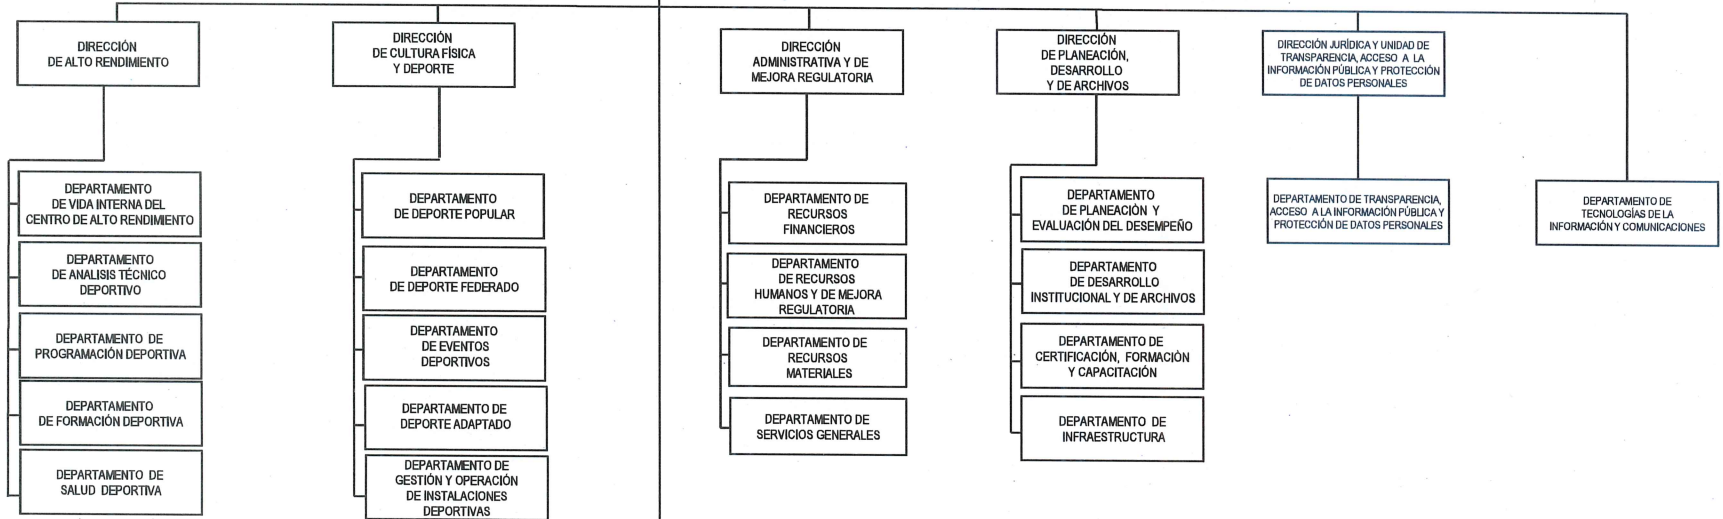 DIRECCIÓN
DE ALTO RENDIMIENTO
DIRECCIÓN
DE CULTURA FÍSICA
Y DEPORTE
DIRECCIÓN
ADMINISTRATIVA Y DE
MEJORA REGULATORIA
DIRECCIÓN
DE PLANEACIÓN,
DESARROLLO
Y DE ARCHIVOS
DIRECCIÓN JURÍDICA Y UNIDAD DE
TRANSPARENCIA, ACCESO A LA
INFORMACIÓN PÚBLICA Y PROTECCIÓN
DE DATOS PERSONALES
DEPARTAMENTO
DE VIDA INTERNA DEL
CENTRO DE ALTO RENDIMIENTO
DEPARTAMENTO
DE ANALISIS TÉCNICO
DEPORTIVO
DEPARTAMENTO DE
PROGRAMACIÓN DEPORTIVA
DEPARTAMENTO
DE FORMACIÓN DEPORTIVA
DEPARTAMENTO DE
SALUD DEPORTIVA
DEPARTAMENTO
DE DEPORTE POPULAR
DEPARTAMENTO
DE DEPORTE FEDERADO
DEPARTAMENTO
DE EVENTOS
DEPORTIVOS
DEPARTAMENTO DE
DEPORTE ADAPTADO
DEPARTAMENTO DE
GESTIÓN Y OPERACIÓN
DE INSTALACIONES
DEPORTIVAS
DEPARTAMENTO DE
RECURSOS
FINANCIEROS
DEPARTAMENTO
DE RECURSOS
HUMANOS Y DE MEJORA
REGULATORIA
DEPARTAMENTO DE
RECURSOS
MATERIALES
DEPARTAMENTO DE
SERVICIOS GENERALES
DEPARTAMENTO
DE PLANEACIÓN Y
EVALUACIÓN DEL DESEMPEÑO
DEPARTAMENTO
DE DESARROLLO
INSTITUCIONAL Y DE ARCHIVOS
DEPARTAMENTO DE
CERTIFICACIÓN, FORMACIÓN
Y CAPACITACIÓN
DEPARTAMENTO DE
INFRAESTRUCTURA
DEPARTAMENTO DE TRANSPARENCIA,
ACCESO A LA INFORMACIÓN PÚBLICA Y
PROTECCIÓN DE DATOS PERSONALES
DEPARTAMENTO DE
TECNOLOGÍAS DE LA
INFORMACIÓN Y COMUNICACIONES